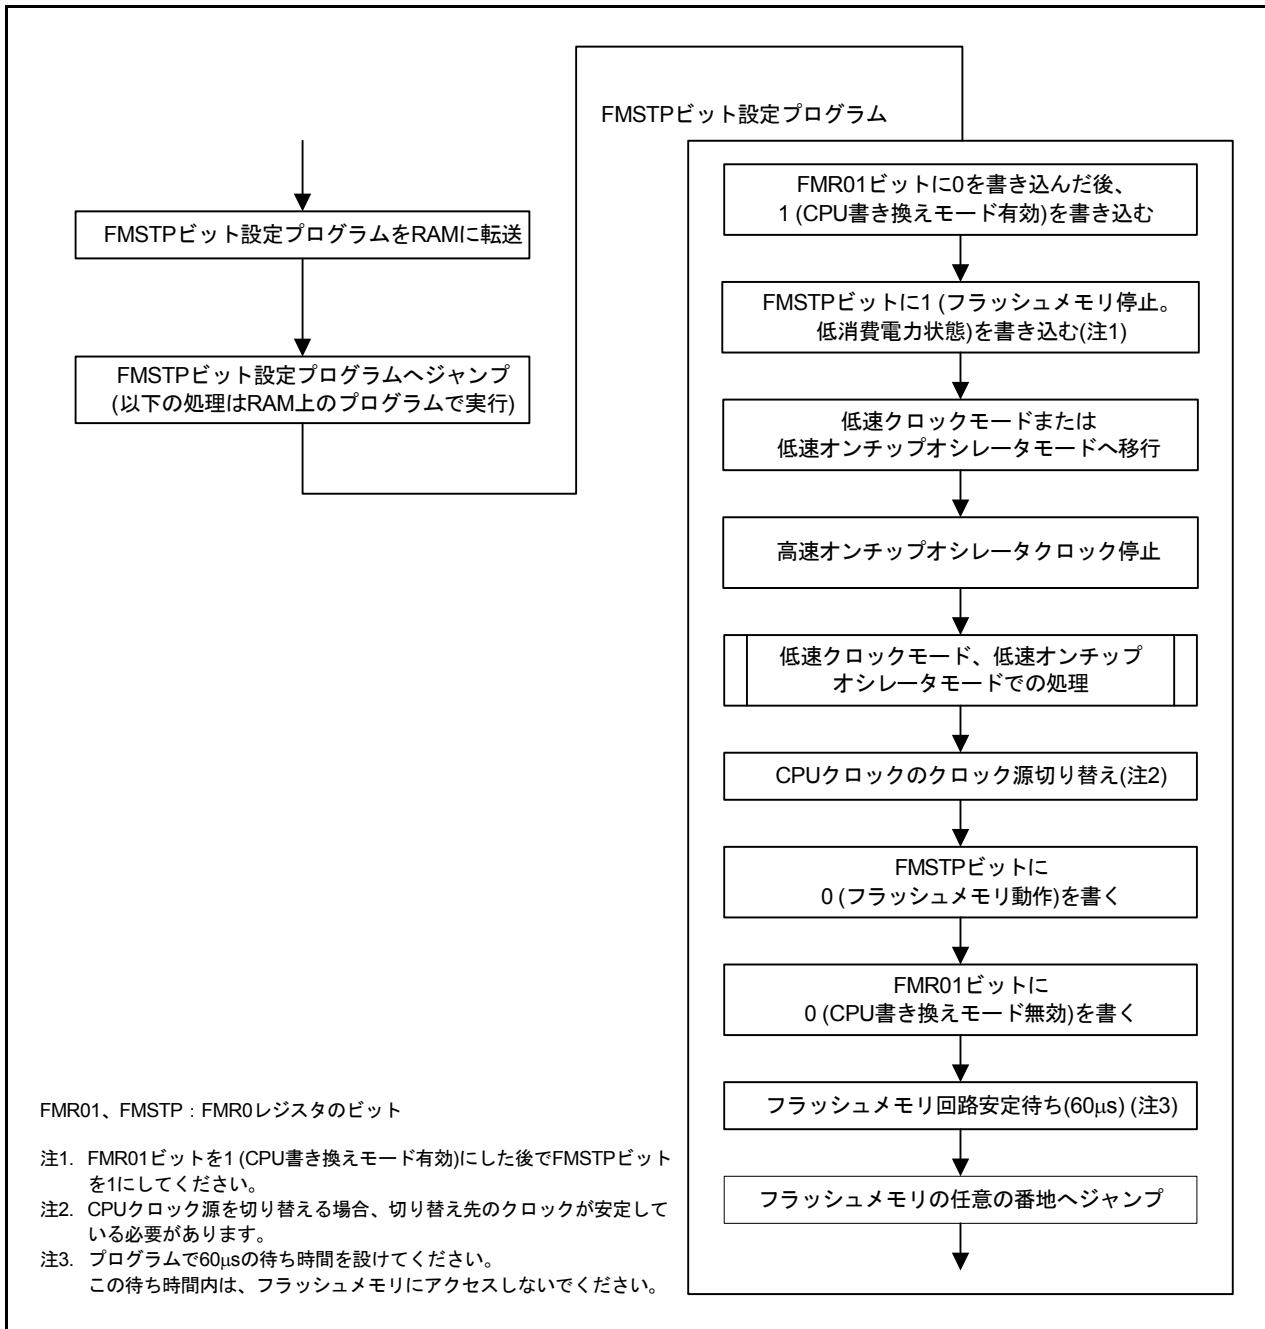 FMSTPビット設定プログラムをRAMに転送
FMSTPビット設定プログラムへジャンプ
(以下の処理はRAM上のプログラムで実行)
FMSTPビット設定プログラム
FMR01ビットに0を書き込んだ後、
1 (CPU書き換えモード有効)を書き込む
FMSTPビットに1 (フラッシュメモリ停止。
低消費電力状態)を書き込む(注1)
低速クロックモードまたは
低速オンチップオシレータモードへ移行
高速オンチップオシレータクロック停止
低速クロックモード、低速オンチップ
オシレータモードでの処理
CPUクロックのクロック源切り替え(注2)
FMSTPビットに
0 (フラッシュメモリ動作)を書く
FMR01ビットに
0 (CPU書き換えモード無効)を書く
フラッシュメモリ回路安定待ち(60μs) (注3)
フラッシュメモリの任意の番地へジャンプ
FMR01、FMSTP : FMR0レジスタのビット
注1. FMR01ビットを1 (CPU書き換えモード有効)にした後でFMSTPビット
を1にしてください。
注2. CPUクロック源を切り替える場合、切り替え先のクロックが安定して
いる必要があります。
注3. プログラムで60μsの待ち時間を設けてください。
この待ち時間内は、フラッシュメモリにアクセスしないでください。